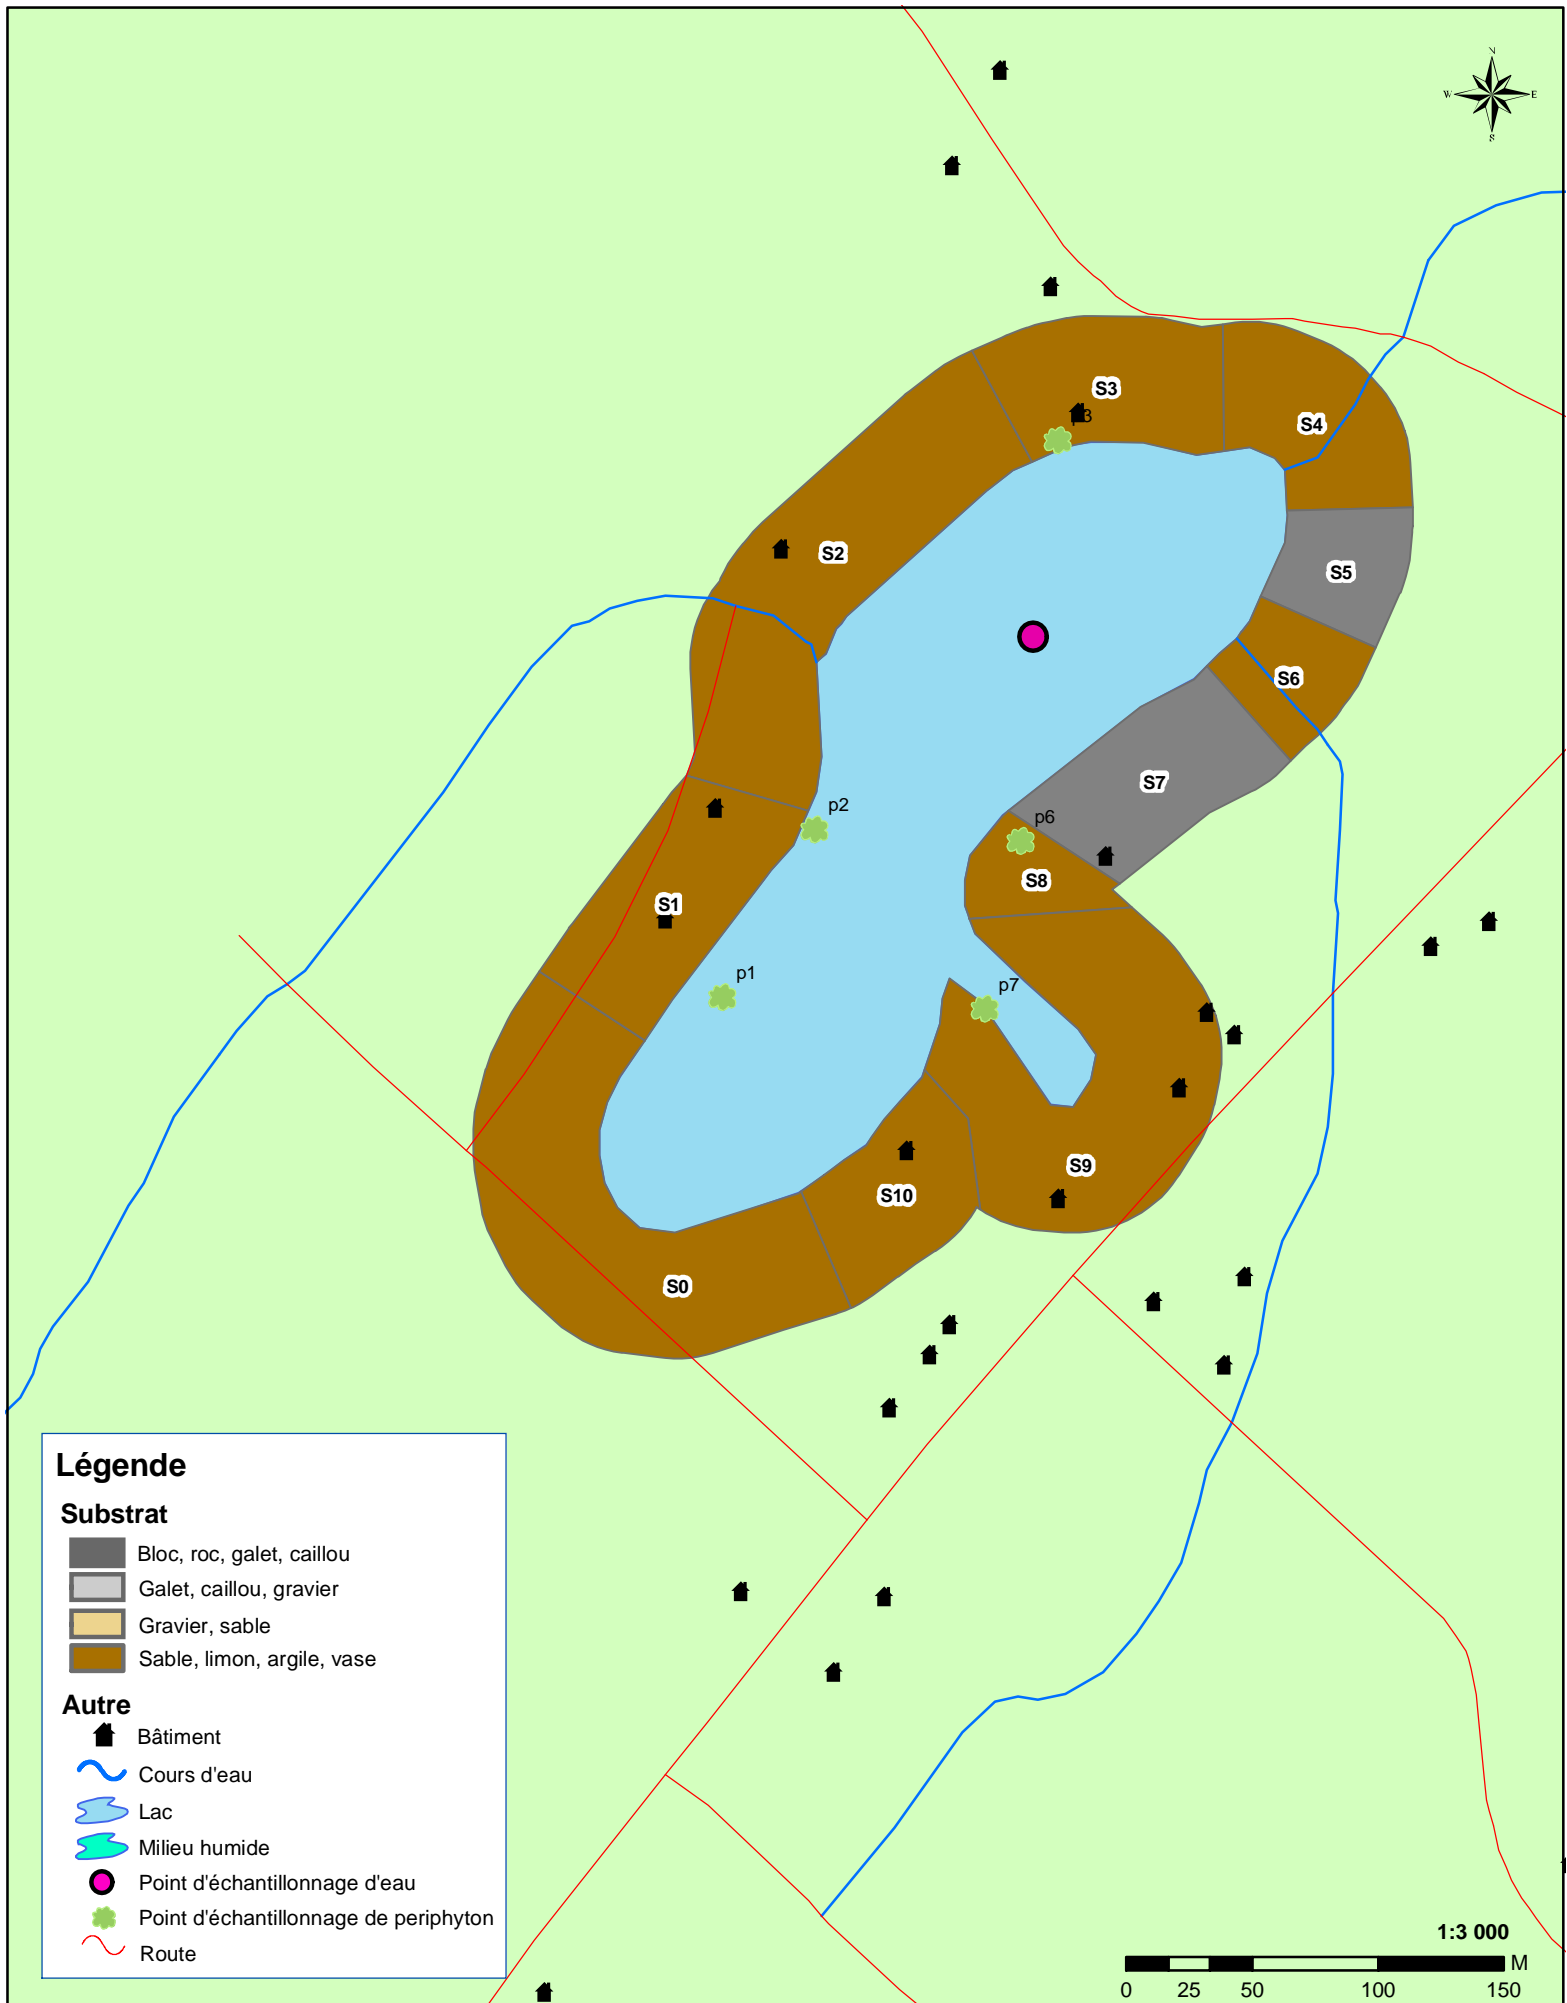 N
W
E
S
S3
p3
S4
S2
S5
S6
S7
p2
p6
S8
S1
p1
p7
S9
S10
S0
Légende
Substrat
Bloc, roc, galet, caillou
Galet, caillou, gravier
Gravier, sable
Sable, limon, argile, vase
Autre
Bâtiment
Cours d'eau
Lac
Milieu humide
Point d'échantillonnage d'eau
Point d'échantillonnage de periphyton
Route
1:3 000
M
0 25 50 100 150